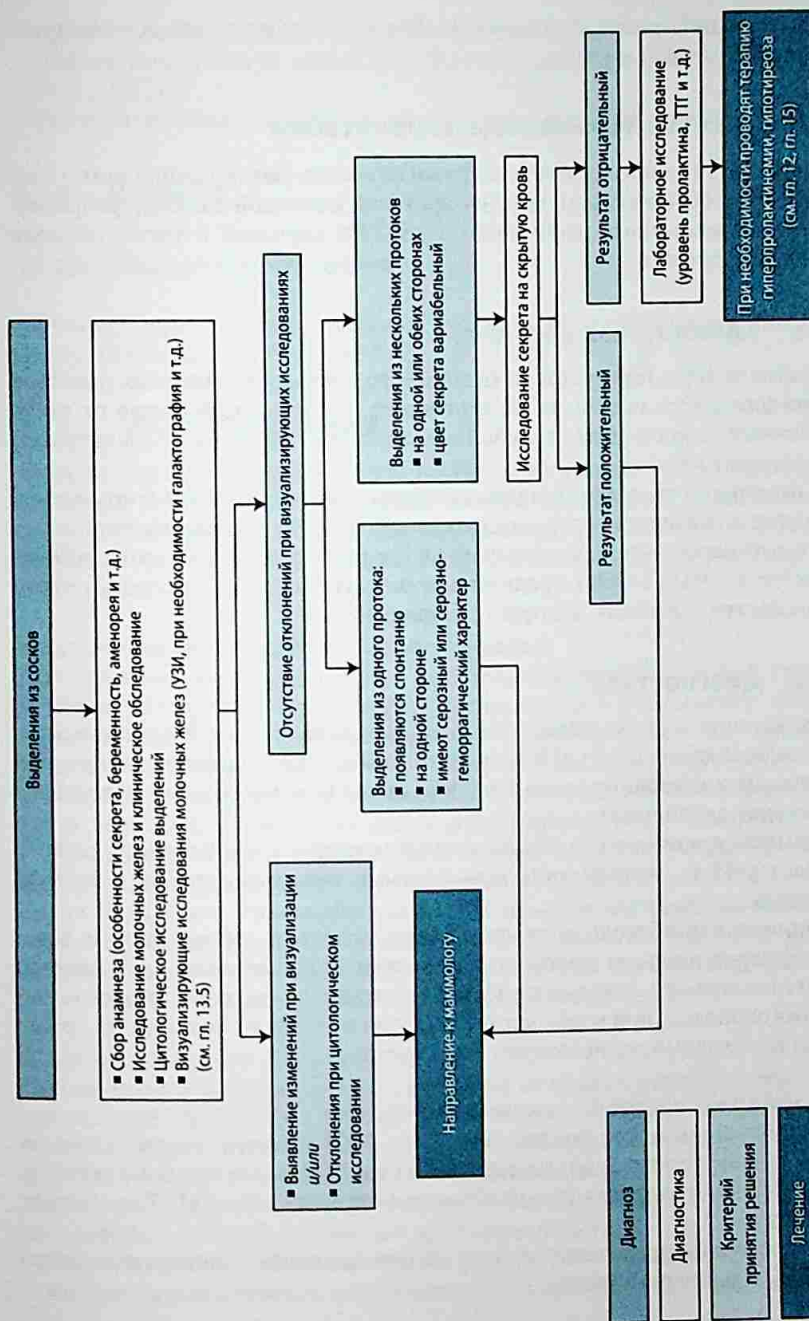 Выделения из сосков
■ Сбор анамнеза (особенности секрета, беременность, аменорея и т.д.)
■ Исследование молочных желез и клиническое обследование
■ Цитологическое исследование выделений
■ Визуализирующие исследования молочных желез (УЗИ, при необходимости галактография и т.д.)
(см. гл. 13.5)
■ Выявление изменений при визуализации
и/или
■ Отклонения при цитологическом
исследовании
Отсутствие отклонений при визуализирующих исследованиях
Выделения из одного протока
■ появляются спонтанно
■ на одной стороне
■ имеют серозный или серозно-
геморрагический характер
Выделения из нескольких протоков
■ на одной или обеих сторонах
■ цвет секрета вариабельный
Направление к маммологу
Исследование секрета на скрытую кровь
Результат положительный
Результат отрицательный
Лабораторное исследование
(уровень пролактина, ТТГ и т.д.)
При необходимости проводят терапию
гиперпролактинемии, гипотиреоза
(см. гл. 12, гл. 15)
Диагноз
Диагностика
Критерий
принятия решения
Лечение